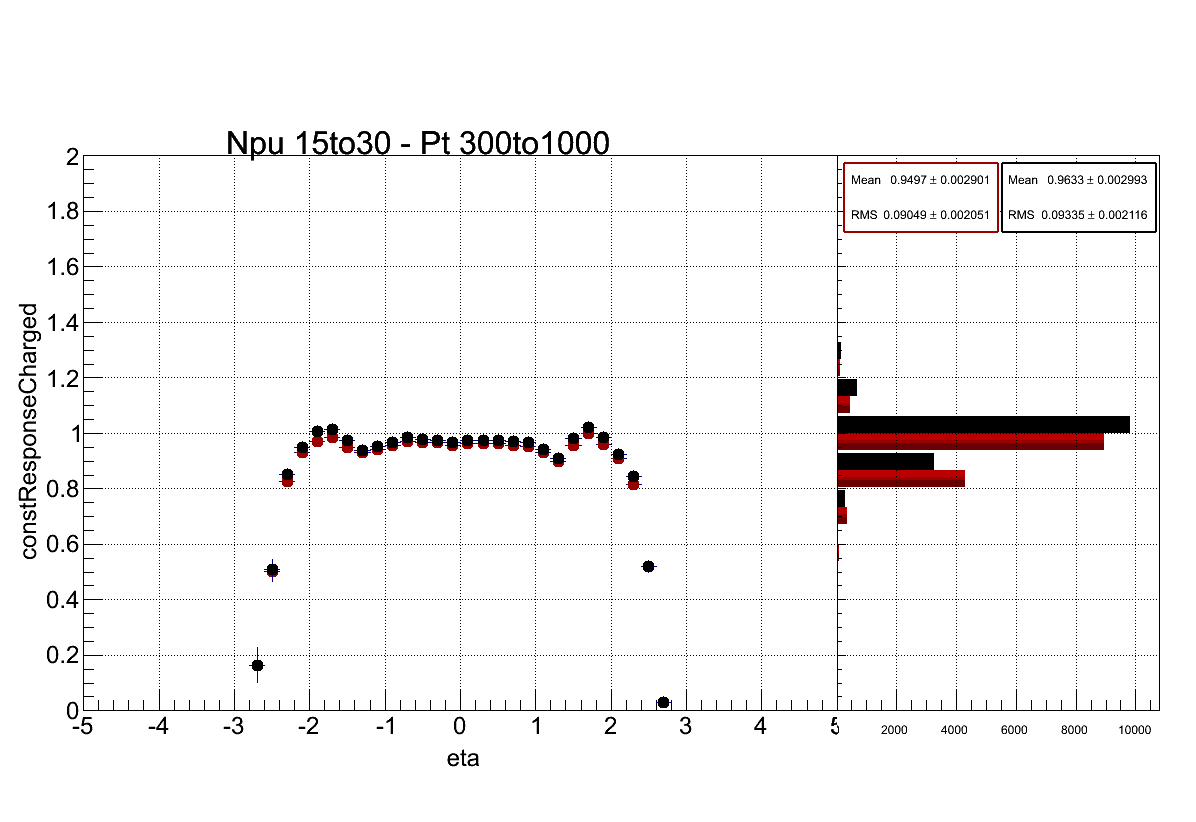 Npu 15to30 - Pt 300to1000
constResponseCharged
2
1.8
1.6
1.4
1.2
1
0.8
0.6
0.4
0.2
0
-5 -4 -3 -2 -1 0 1 2 3 4 5
eta
Mean 0.9497 ± 0.002901
RMS 0.09049 ± 0.002051
Mean 0.9633 ± 0.002993
RMS 0.09335 ± 0.002116
2000 4000 6000 8000 10000